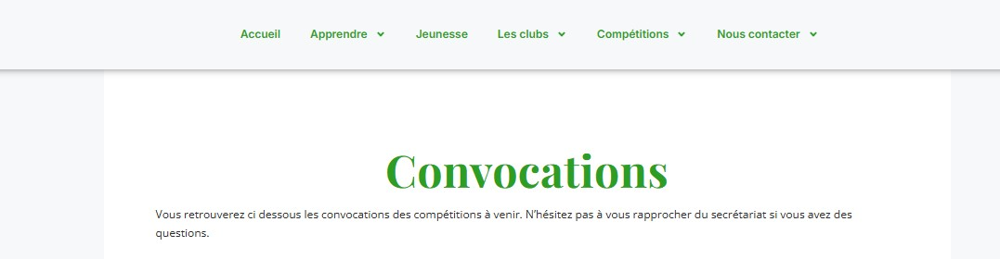 Accueil Apprendre Jeunesse Les clubs Compétitions Nous contacter
Convocations
Vous retrouverez ci dessous les convocations des compétitions à venir. N’hésitez pas à vous rapprocher du secrétariat si vous avez des
questions.